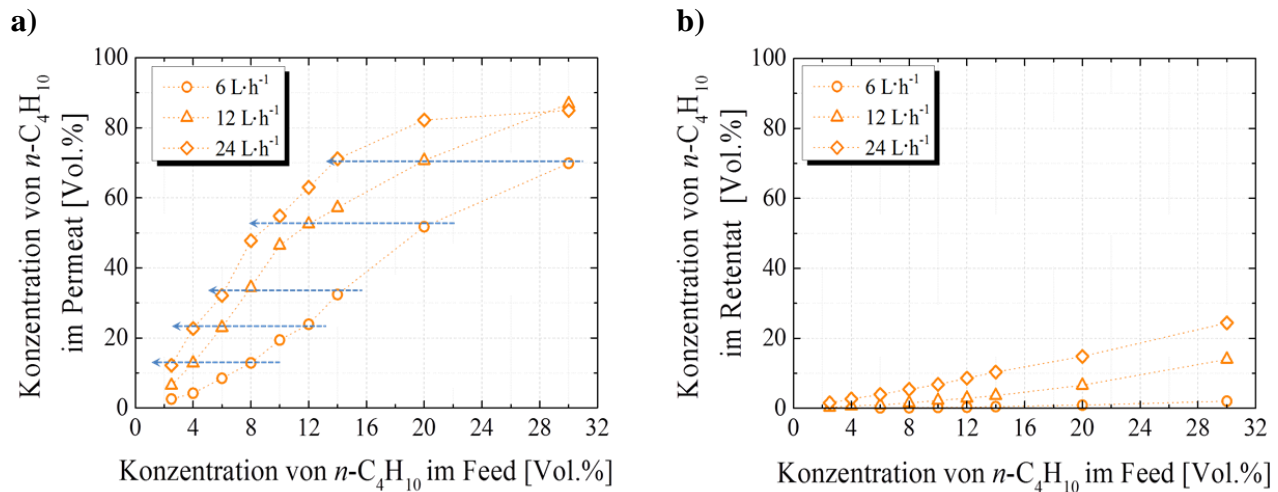 a)
Konzentration von n-C₄H₁₀
im Permeat [Vol.%]
100
80
60
40
20
0
6 L·h⁻¹
12 L·h⁻¹
24 L·h⁻¹
0 4 8 12 16 20 24 28 32
Konzentration von n-C₄H₁₀ im Feed [Vol.%]
b)
Konzentration von n-C₄H₁₀
im Retentat [Vol.%]
100
80
60
40
20
0
6 L·h⁻¹
12 L·h⁻¹
24 L·h⁻¹
0 4 8 12 16 20 24 28 32
Konzentration von n-C₄H₁₀ im Feed [Vol.%]